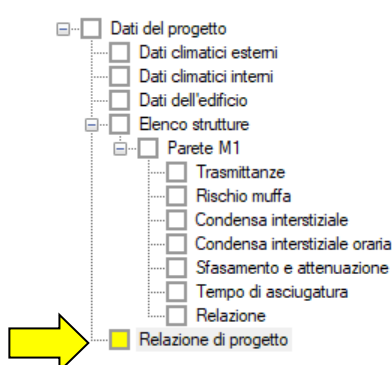 Dati del progetto
Dati climatici esterni
Dati climatici interni
Dati dell'edificio
Elenco strutture
Parete M1
Trasmittanze
Rischio muffa
Condensa interstiziale
Condensa interstiziale oraria
Sfasamento e attenuazione
Tempo di asciugatura
Relazione
Relazione di progetto